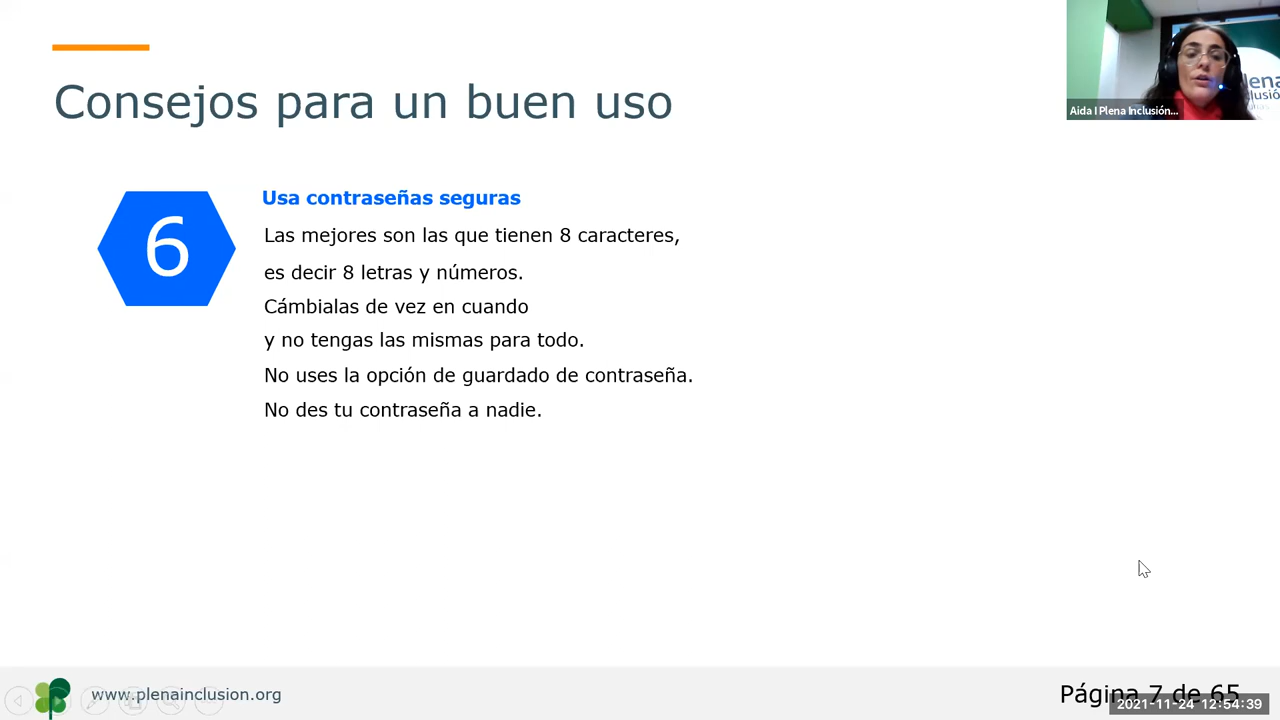 Consejos para un buen uso
Aida I Plena Inclusión...
6
Usa contraseñas seguras
Las mejores son las que tienen 8 caracteres,
es decir 8 letras y números.
Cámbialas de vez en cuando
y no tengas las mismas para todo.
No uses la opción de guardado de contraseña.
No des tu contraseña a nadie.
www.plenainclusion.org
Página 7 de 65
2021-11-24 12:54:39